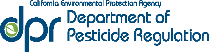 California Environmental Protection Agency
dpr Department of
Pesticide Regulation